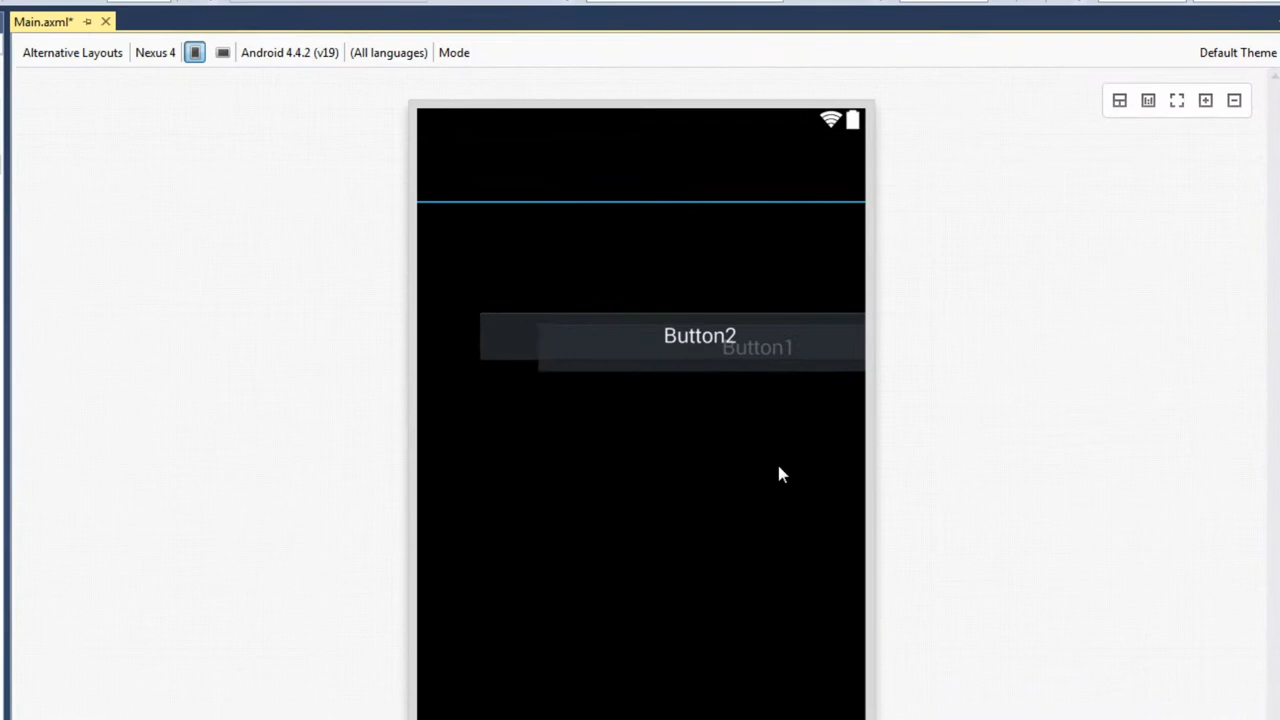 Main.axml*
Alternative Layouts Nexus 4 Android 4.4.2 (v19) (All languages) Mode Default Theme
Button2
Button1